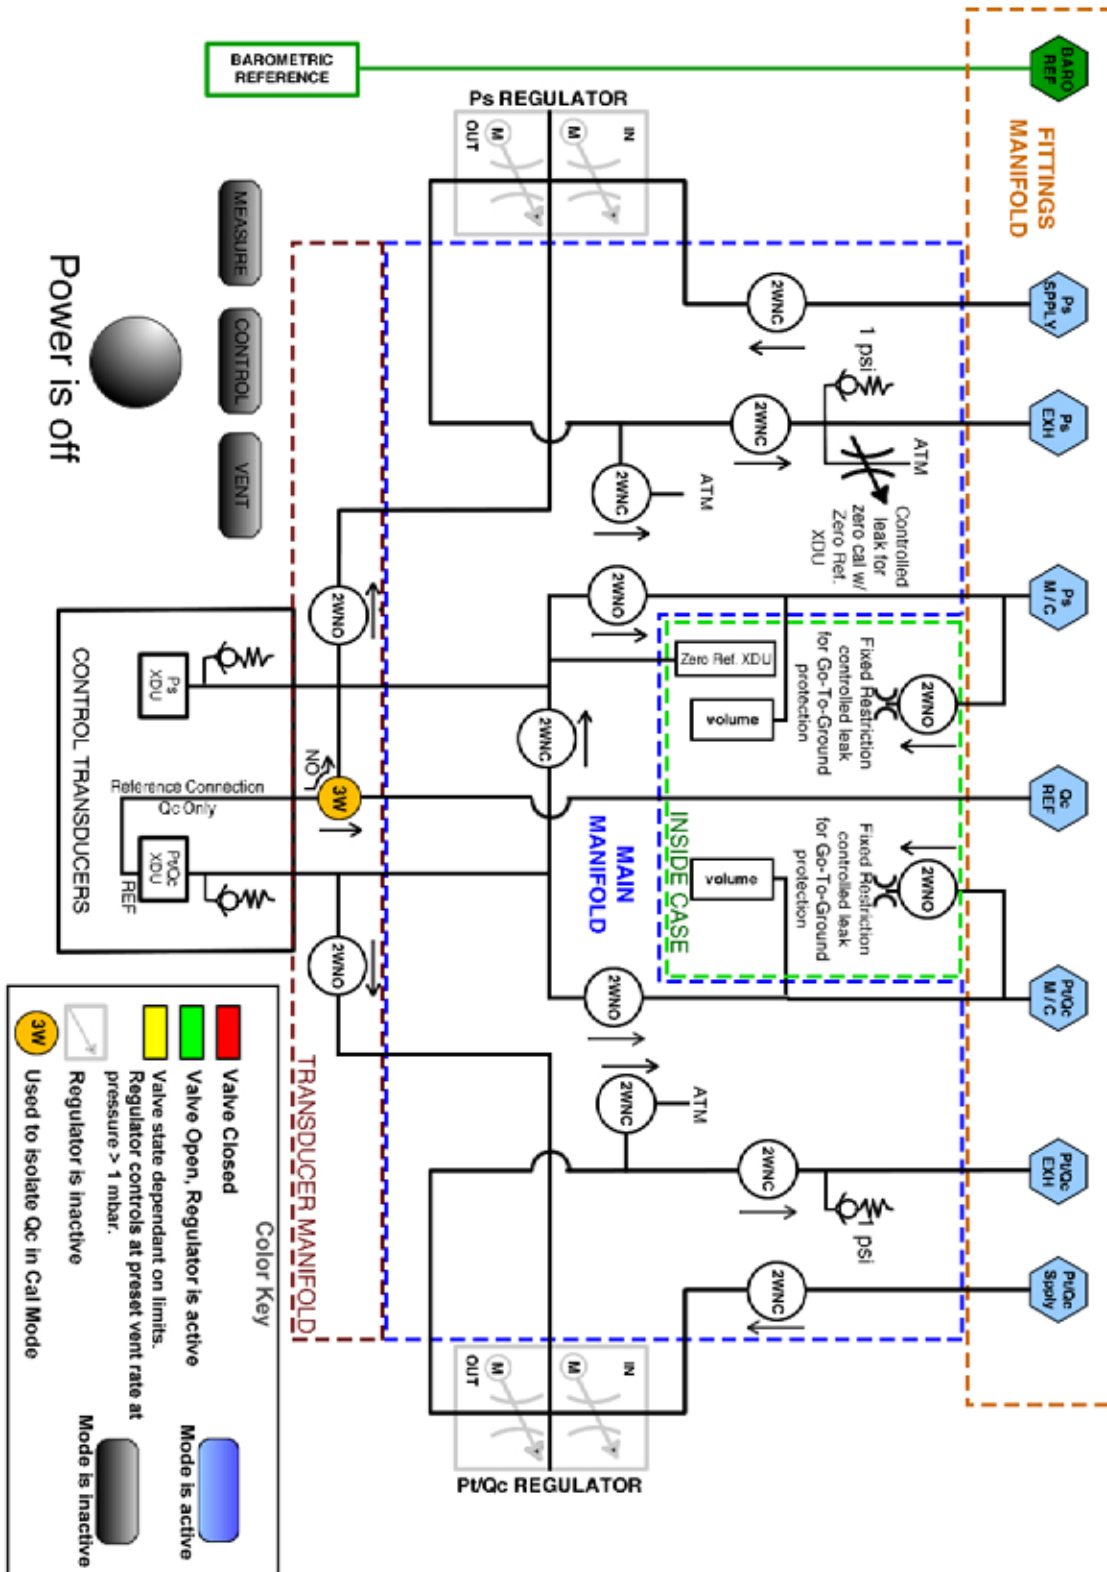 BAROMETRIC
REFERENCE
BARO
REF
FITTINGS
MANIFOLD
Ps REGULATOR
OUT
M
M
IN
Ps
SPPLY
2WNC
1 psi
Ps
EXH
2WNC
ATM
2WNC
ATM
Controlled
leak for
zero cal w/
Zero Ref.
XDU
MEASURE
CONTROL
VENT
Power is off
Ps
M / C
2WNO
2WNO
Zero Ref. XDU
volume
Fixed Restriction
controlled leak
for Go-To-Ground
protection
2WNO
2WNC
Ps
XDU
CONTROL TRANSDUCERS
NO
3W
Reference Connection
Qc Only
Qc
REF
Pt/Qc
XDU
REF
INSIDE CASE
MAIN
MANIFOLD
volume
Fixed Restriction
controlled leak
for Go-To-Ground
protection
2WNO
2WNO
2WNO
Pt/Qc
M / C
TRANSDUCER MANIFOLD
2WNC
ATM
2WNC
Pt/Qc
EXH
1 psi
2WNC
Pt/Qc
Spply
OUT
M
M
IN
Pt/Qc REGULATOR
Color Key
Valve Closed
Valve Open, Regulator is active
Valve state dependant on limits.
Regulator controls at preset vent rate at
pressure > 1 mbar.
Regulator is inactive
3W
Used to isolate Qc in Cal Mode
Mode is active
Mode is inactive